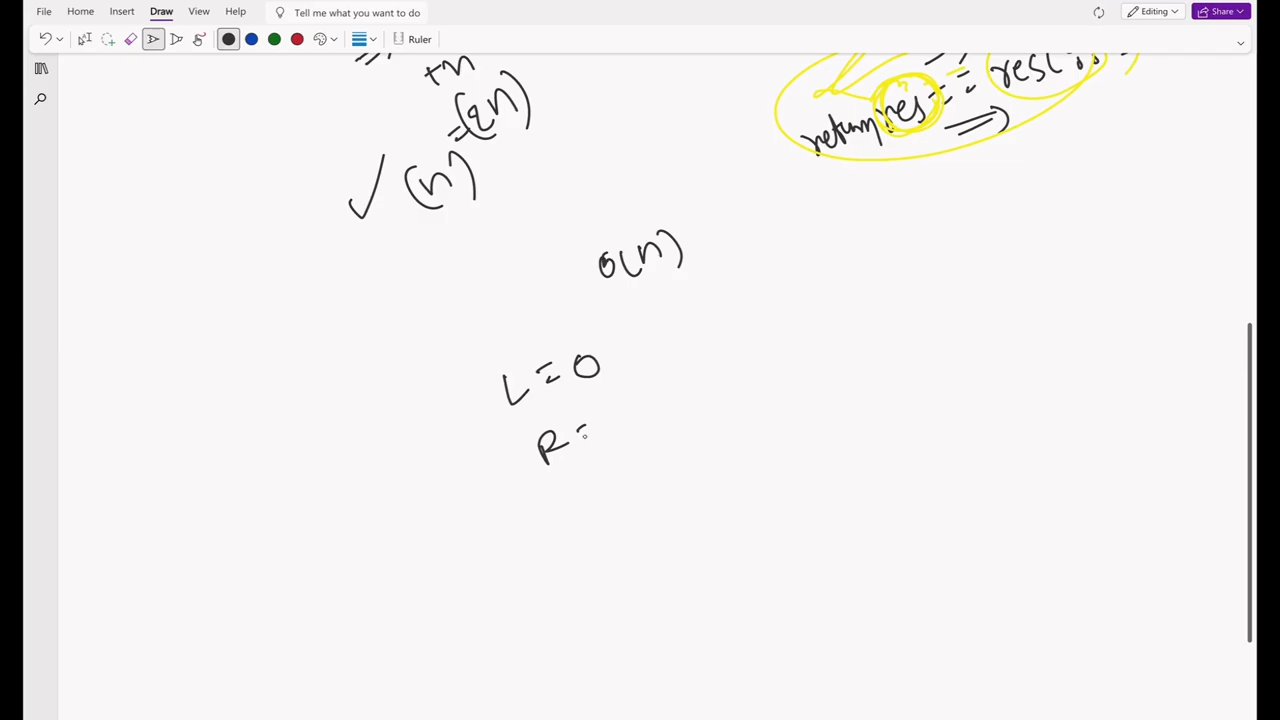 File Home Insert Draw View Help Tell me what you want to do Editing Share
Ruler
+n
=(2n)
(n)
return res == res[::
O(n)
L = 0
R =